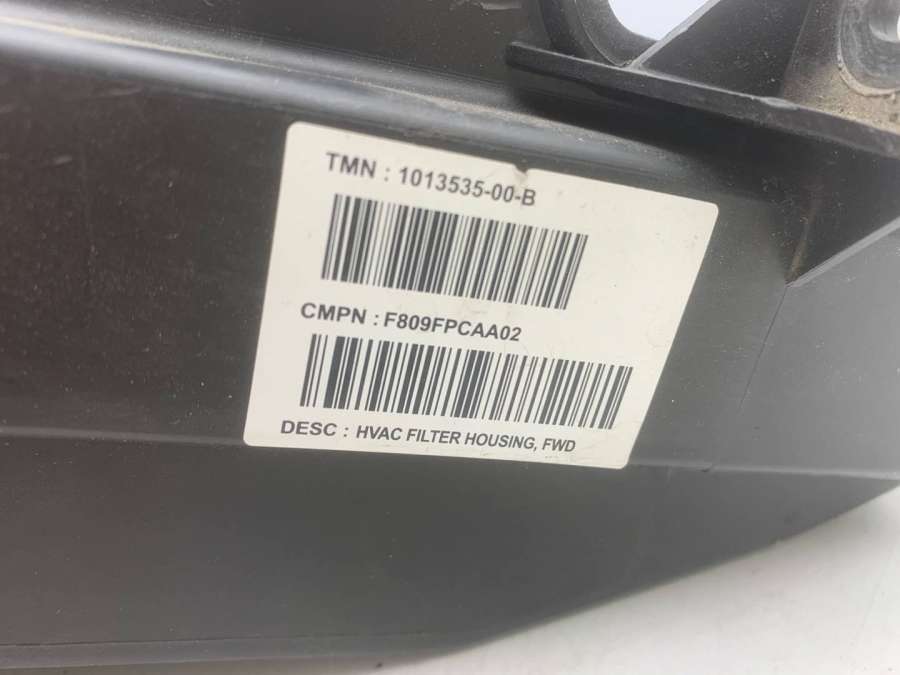 TMN : 1013535-00-B
CMPN : F809FPCAA02
DESC : HVAC FILTER HOUSING, FWD